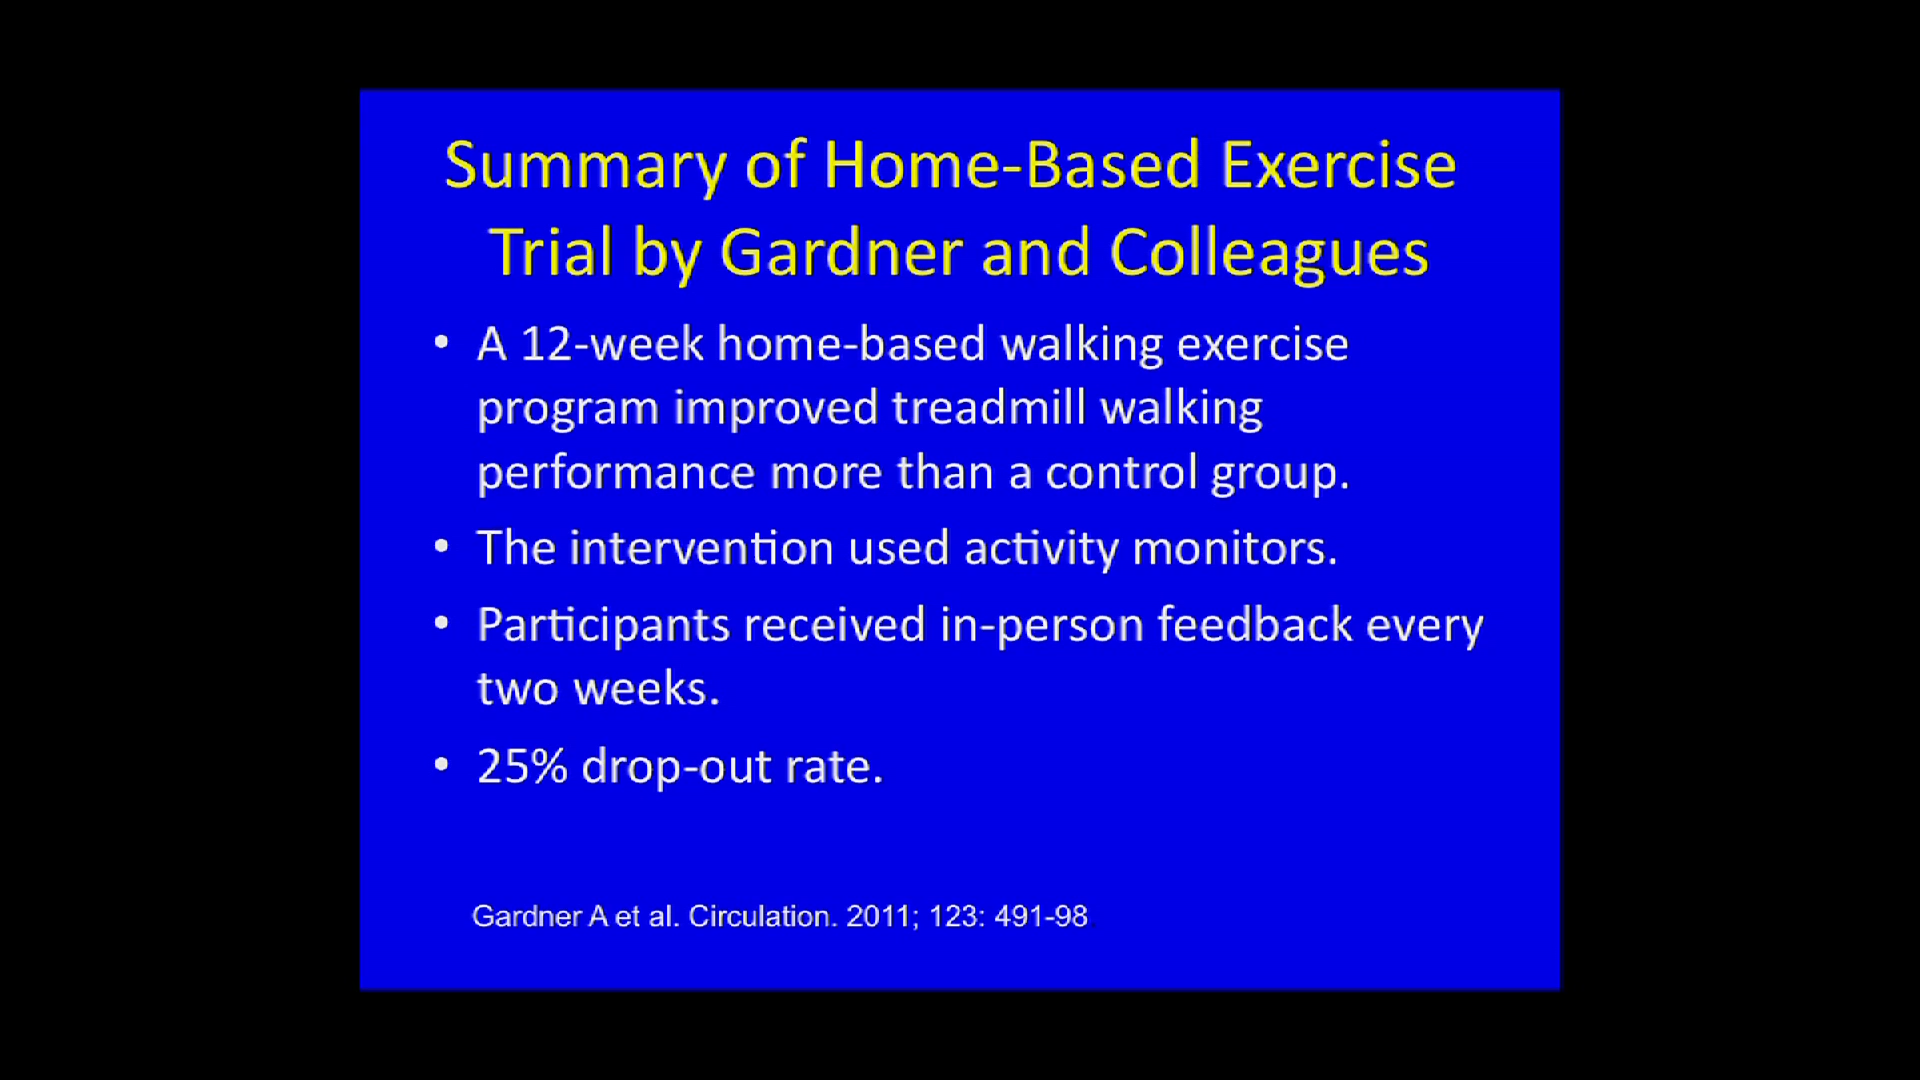 Summary of Home-Based Exercise
Trial by Gardner and Colleagues
• A 12-week home-based walking exercise
program improved treadmill walking
performance more than a control group.
• The intervention used activity monitors.
• Participants received in-person feedback every
two weeks.
• 25% drop-out rate.
Gardner A et al. Circulation. 2011; 123: 491-98.